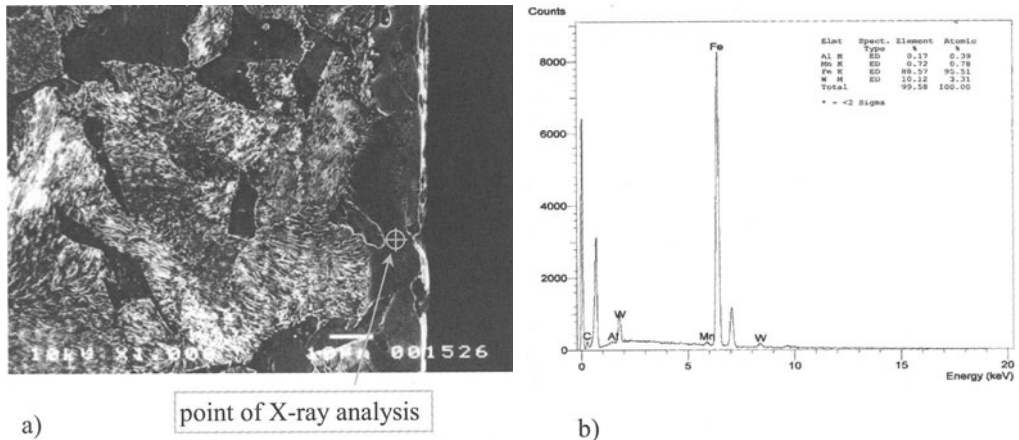 10kV X1,000 10μm 001526
point of X-ray analysis
a)
Counts
8000
6000
4000
2000
0
Fe
C
Al
W
Mn
W
0
5
10
15
20
Energy (keV)
Elmt Spect. Element Atomic
Type % %
Al K ED 0.17 0.39
Mn K ED 0.72 0.78
Fe K ED 88.57 95.51
W M ED 10.12 3.31
Total 99.58 100.00
* = <2 Sigma
b)